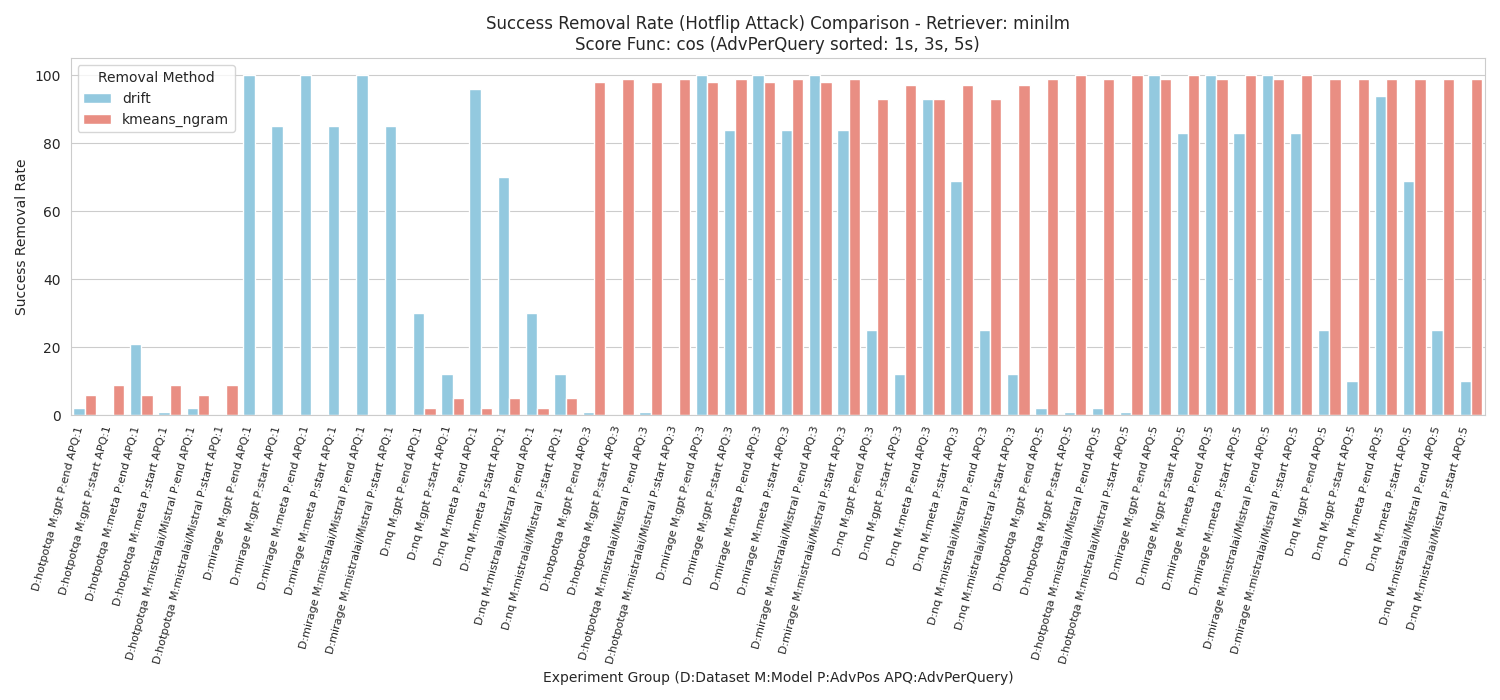 Success Removal Rate (Hotflip Attack) Comparison - Retriever: minilm
Score Func: cos (AdvPerQuery sorted: 1s, 3s, 5s)
Removal Method
drift
kmeans_ngram
Success Removal Rate
100
80
60
40
20
0
D:hotpotqa M:gpt P:end APQ:1
D:hotpotqa M:gpt P:start APQ:1
D:hotpotqa M:meta P:end APQ:1
D:hotpotqa M:meta P:start APQ:1
D:hotpotqa M:mistralai/Mistral P:end APQ:1
D:hotpotqa M:mistralai/Mistral P:start APQ:1
D:mirage M:gpt P:end APQ:1
D:mirage M:gpt P:start APQ:1
D:mirage M:meta P:end APQ:1
D:mirage M:meta P:start APQ:1
D:mirage M:mistralai/Mistral P:end APQ:1
D:mirage M:mistralai/Mistral P:start APQ:1
D:nq M:gpt P:end APQ:1
D:nq M:gpt P:start APQ:1
D:nq M:meta P:end APQ:1
D:nq M:meta P:start APQ:1
D:nq M:mistralai/Mistral P:end APQ:1
D:nq M:mistralai/Mistral P:start APQ:1
D:hotpotqa M:gpt P:end APQ:3
D:hotpotqa M:gpt P:start APQ:3
D:hotpotqa M:mistralai/Mistral P:end APQ:3
D:hotpotqa M:mistralai/Mistral P:start APQ:3
D:mirage M:gpt P:end APQ:3
D:mirage M:gpt P:start APQ:3
D:mirage M:meta P:end APQ:3
D:mirage M:meta P:start APQ:3
D:mirage M:mistralai/Mistral P:end APQ:3
D:mirage M:mistralai/Mistral P:start APQ:3
D:nq M:gpt P:end APQ:3
D:nq M:gpt P:start APQ:3
D:nq M:meta P:end APQ:3
D:nq M:meta P:start APQ:3
D:nq M:mistralai/Mistral P:end APQ:3
D:nq M:mistralai/Mistral P:start APQ:3
D:hotpotqa M:gpt P:end APQ:5
D:hotpotqa M:gpt P:start APQ:5
D:hotpotqa M:mistralai/Mistral P:end APQ:5
D:hotpotqa M:mistralai/Mistral P:start APQ:5
D:mirage M:gpt P:end APQ:5
D:mirage M:gpt P:start APQ:5
D:mirage M:meta P:end APQ:5
D:mirage M:meta P:start APQ:5
D:mirage M:mistralai/Mistral P:end APQ:5
D:mirage M:mistralai/Mistral P:start APQ:5
D:nq M:gpt P:end APQ:5
D:nq M:gpt P:start APQ:5
D:nq M:meta P:end APQ:5
D:nq M:meta P:start APQ:5
D:nq M:mistralai/Mistral P:end APQ:5
D:nq M:mistralai/Mistral P:start APQ:5
Experiment Group (D:Dataset M:Model P:AdvPos APQ:AdvPerQuery)